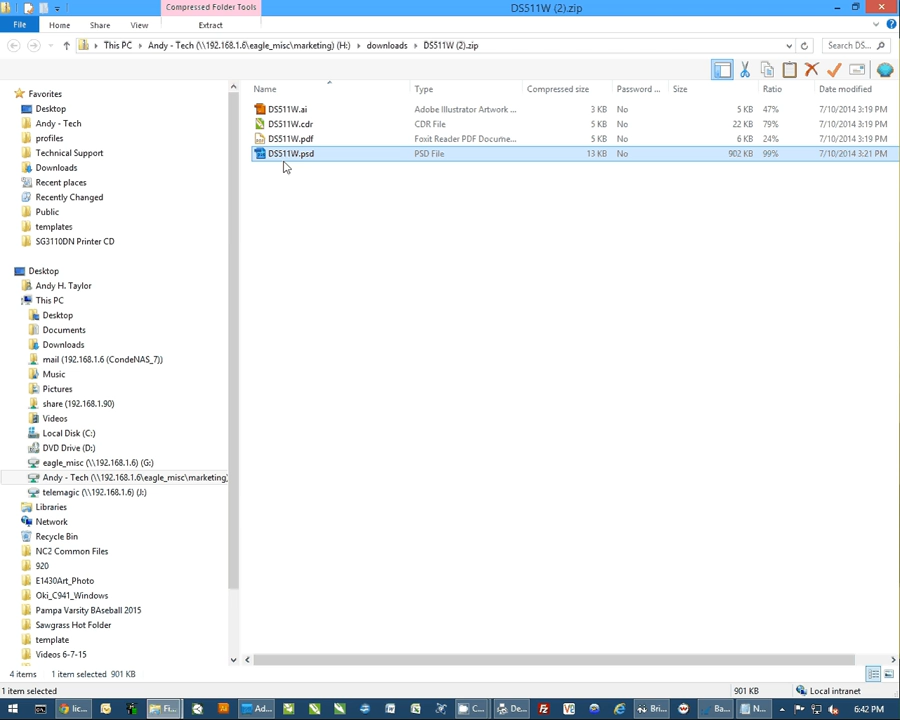 Compressed Folder Tools
DS511W (2).zip
File Home Share View Extract
This PC Andy - Tech (\\192.168.1.6\eagle_misc\marketing) (H:) downloads DS511W (2).zip
Search DS...
Name Type Compressed size Password ... Size Ratio Date modified
DS511W.ai Adobe Illustrator Artwork ... 3 KB No 5 KB 47% 7/10/2014 3:19 PM
DS511W.cdr CDR File 5 KB No 22 KB 79% 7/10/2014 3:19 PM
DS511W.pdf Foxit Reader PDF Docume... 5 KB No 6 KB 24% 7/10/2014 3:19 PM
DS511W.psd PSD File 13 KB No 902 KB 99% 7/10/2014 3:21 PM
Favorites
Desktop
Andy - Tech
profiles
Technical Support
Downloads
Recent places
Recently Changed
Public
templates
SG3110DN Printer CD
Desktop
Andy H. Taylor
This PC
Desktop
Documents
Downloads
mail (192.168.1.6 (CondeNAS_7))
Music
Pictures
share (192.168.1.90)
Videos
Local Disk (C:)
DVD Drive (D:)
eagle_misc (\\192.168.1.6) (G:)
Andy - Tech (\\192.168.1.6\eagle_misc\marketing)
telemagic (\\192.168.1.6) (J:)
Libraries
Network
Recycle Bin
NC2 Common Files
920
E1430Art_Photo
Oki_C941_Windows
Pampa Varsity BAseball 2015
Sawgrass Hot Folder
template
Videos 6-7-15
4 items 1 item selected 901 KB
1 item selected 901 KB Local intranet
lic... Fi... Ad... C... De... Bri... Ba... N... 6:42 PM